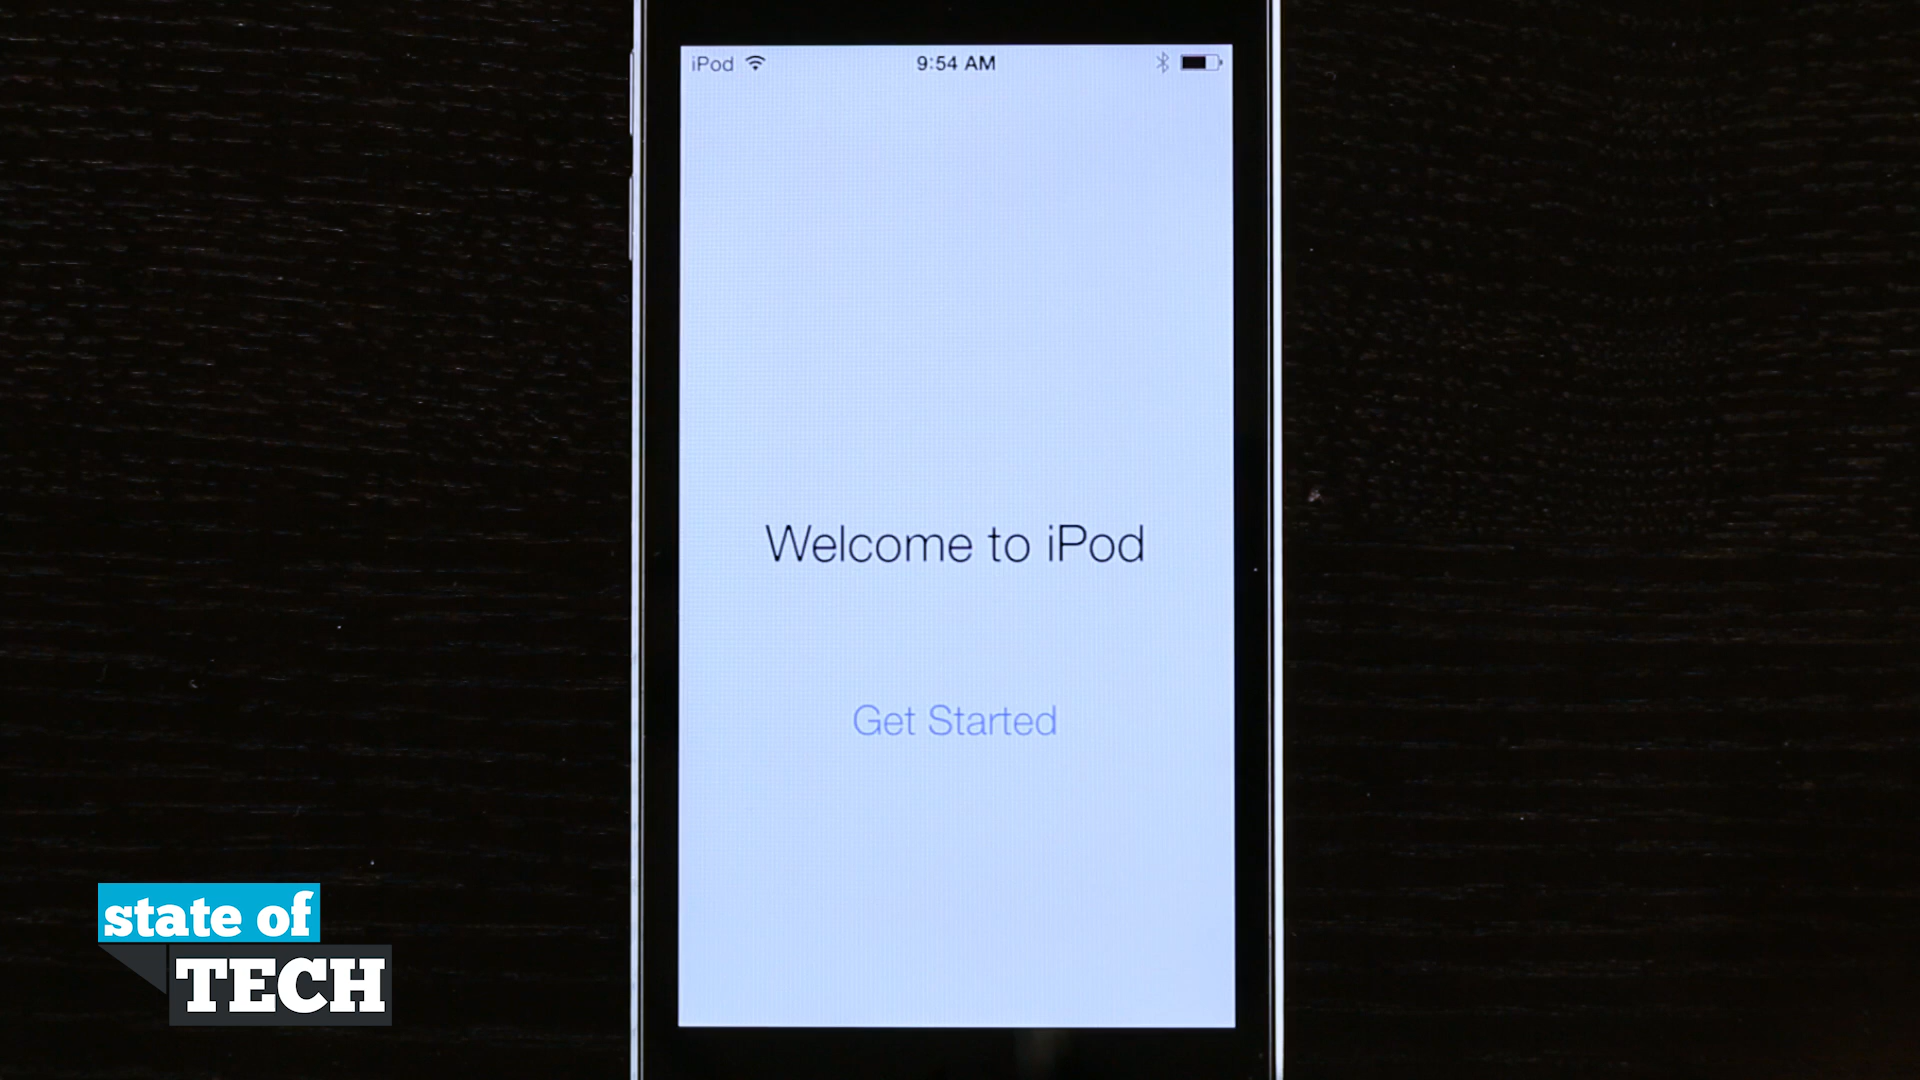 iPod
9:54 AM
Welcome to iPod
Get Started
state of
TECH